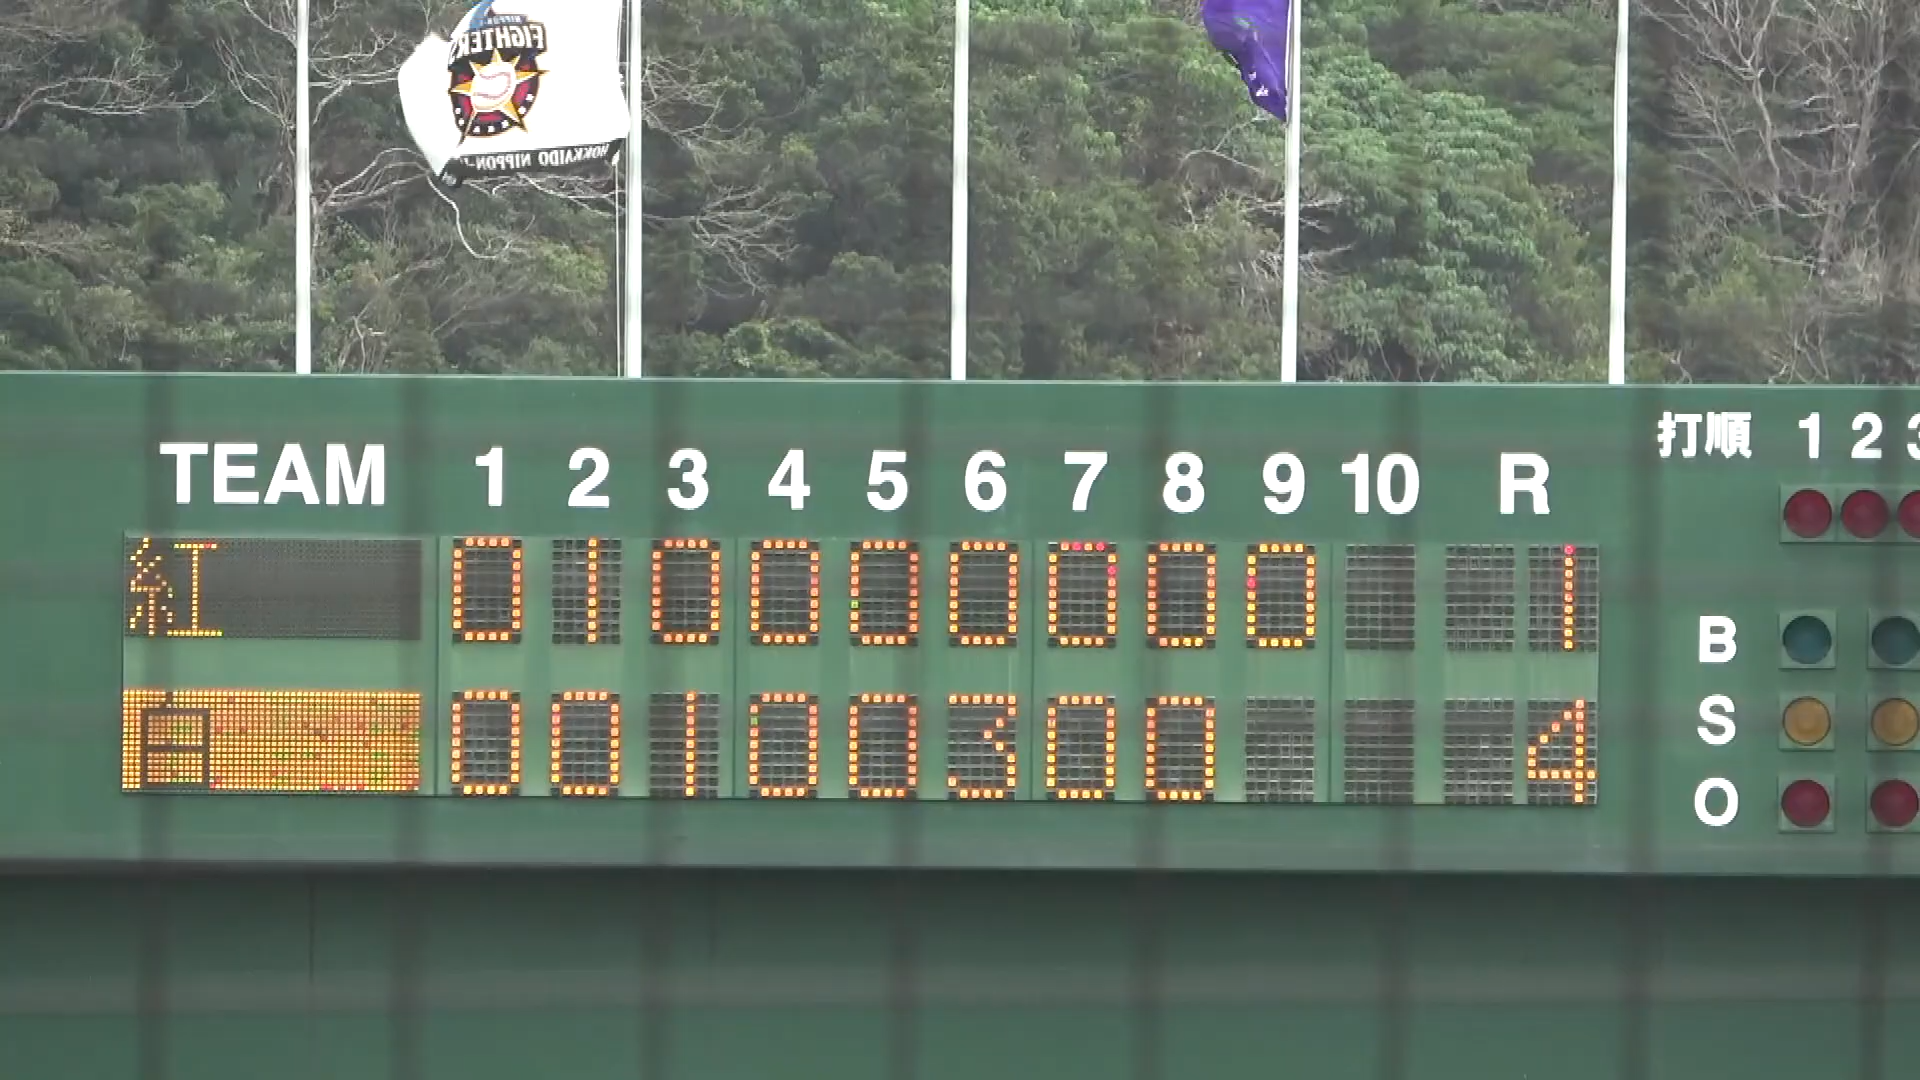 FIGHTER
HOKKAIDO NIPPON-
TEAM 1 2 3 4 5 6 7 8 9 10 R
紅 0 1 0 0 0 0 0 0 0 1
白 0 0 1 0 0 3 0 0 4
打順 1 2 3
B
S
O